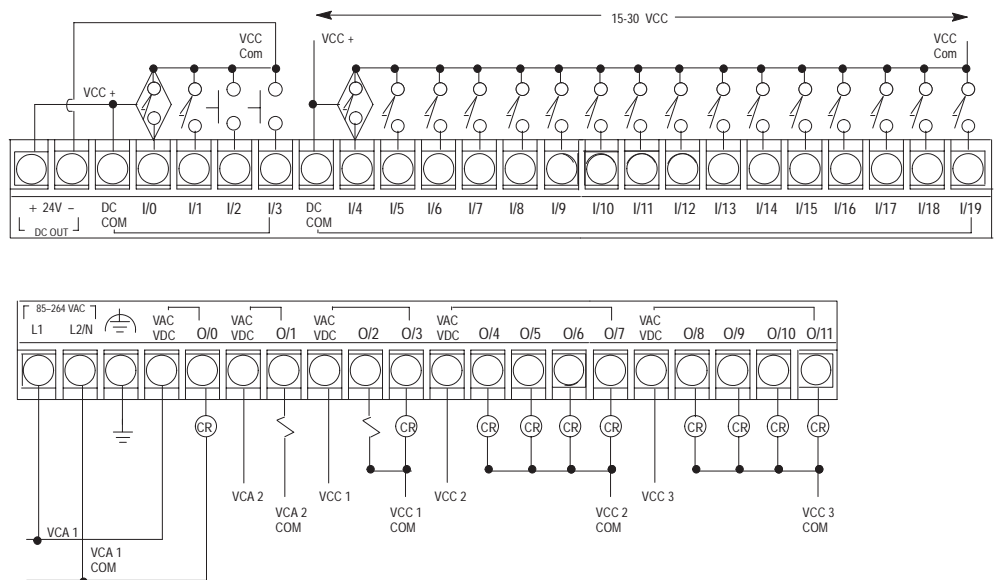 15-30 VCC
VCC
Com
VCC +
VCC
Com
VCC +
+ 24V – DC COM I/0 I/1 I/2 I/3 DC COM I/4 I/5 I/6 I/7 I/8 I/9 I/10 I/11 I/12 I/13 I/14 I/15 I/16 I/17 I/18 I/19
DC OUT
85–264 VAC
L1 L2/N VAC VDC O/0 VAC VDC O/1 VAC VDC O/2 O/3 VAC VDC O/4 O/5 O/6 O/7 VAC VDC O/8 O/9 O/10 O/11
CR CR CR CR CR CR CR CR CR CR
VCA 2 VCA 2 COM VCC 1 VCC 1 COM VCC 2 VCC 2 COM VCC 3 VCC 3 COM
VCA 1
VCA 1
COM